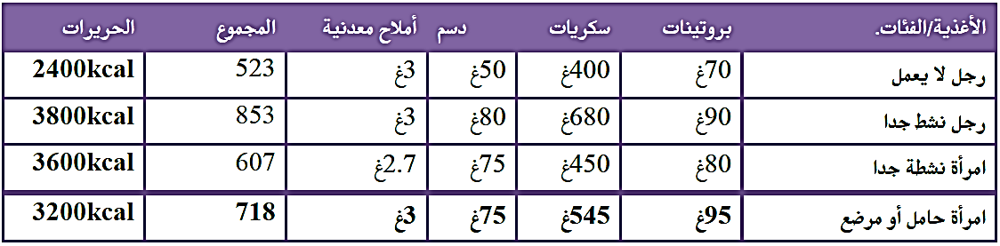 الأغذية/الفئات. بروتينات سكريات دسم أملاح معدنية المجموع الحريرات
رجل لا يعمل 70غ 400غ 50غ 3غ 523 2400kcal
رجل نشط جدا 90غ 680غ 80غ 3غ 853 3800kcal
امرأة نشطة جدا 80غ 450غ 75غ 2.7غ 607 3600kcal
امرأة حامل أو مرضع 95غ 545غ 75غ 3غ 718 3200kcal